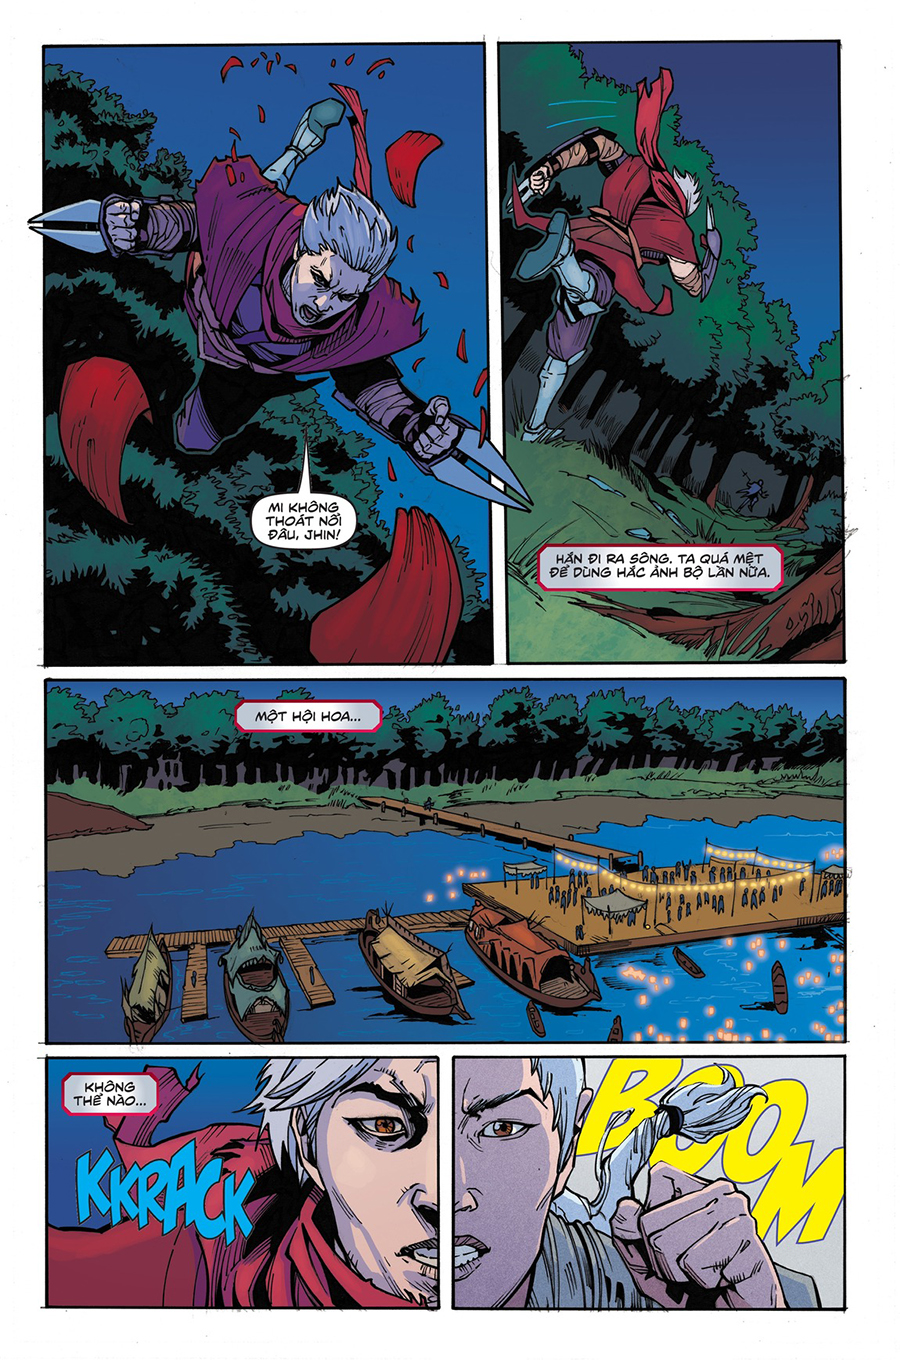 MI KHÔNG
THOÁT NỔI
ĐÂU, JHIN!
HẮN ĐI RA SÔNG. TA QUÁ MỆT
ĐỂ DÙNG HẮC ẢNH BỘ LẦN NỮA.
MỘT HỘI HOA...
KHÔNG
THỂ NÀO...
KKRACK
BOOM